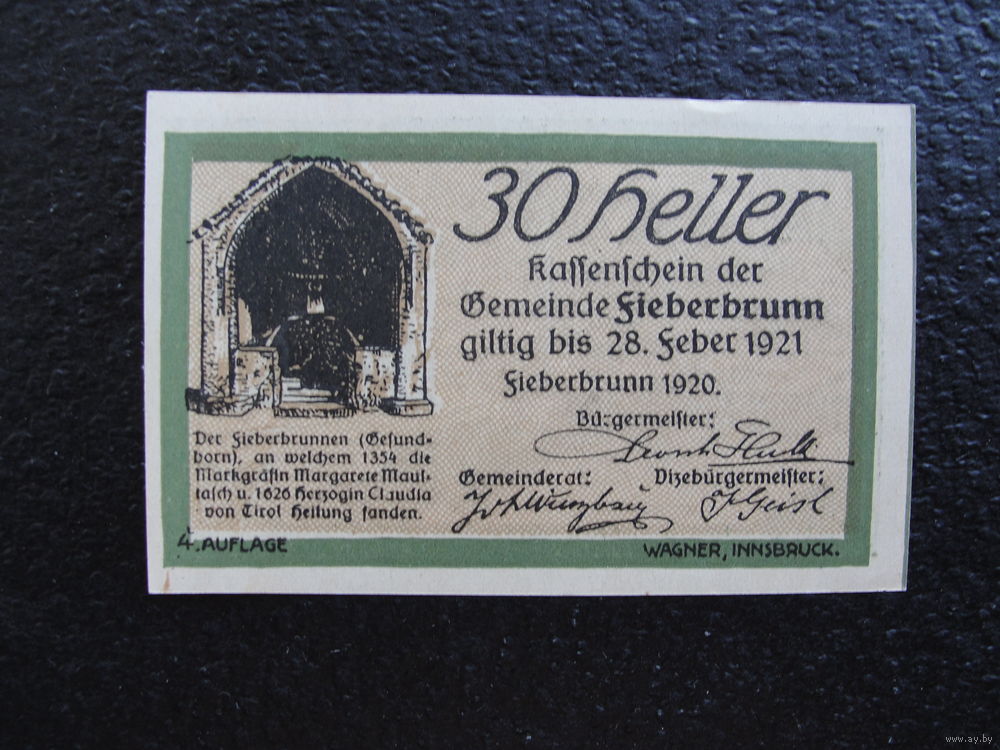 30 Heller
Kassenschein der
Gemeinde Fieberbrunn
giltig bis 28. Feber 1921
Fieberbrunn 1920.
Bürgermeister:
Gemeinderat: Vizebürgermeister:
Der Fieberbrunnen (Gesund-
born), an welchem 1354 die
Markgräfin Margarete Maul-
tasch u. 1626 Herzogin Claudia
von Tirol Heilung fanden.
4. AUFLAGE
WAGNER, INNSBRUCK.
www.ay.by